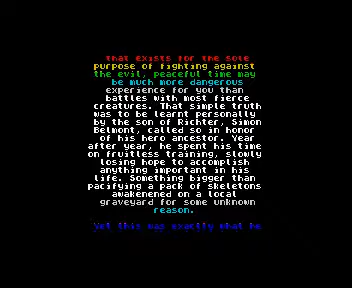 that exists for the sole
purpose of fighting against
the evil, peaceful time may
be much more dangerous
experience for you than
battles with most fierce
creatures. That simple truth
was to be learnt personally
by the son of Richter, Simon
Belmont, called so in honor
of his hero ancestor. Year
after year, he spent his time
on fruitless training, slowly
losing hope to accomplish
anything important in his
life. Something bigger than
pacifying a pack of skeletons
awakenened on a local
graveyard for some unknown
reason.
Yet this was exactly what he